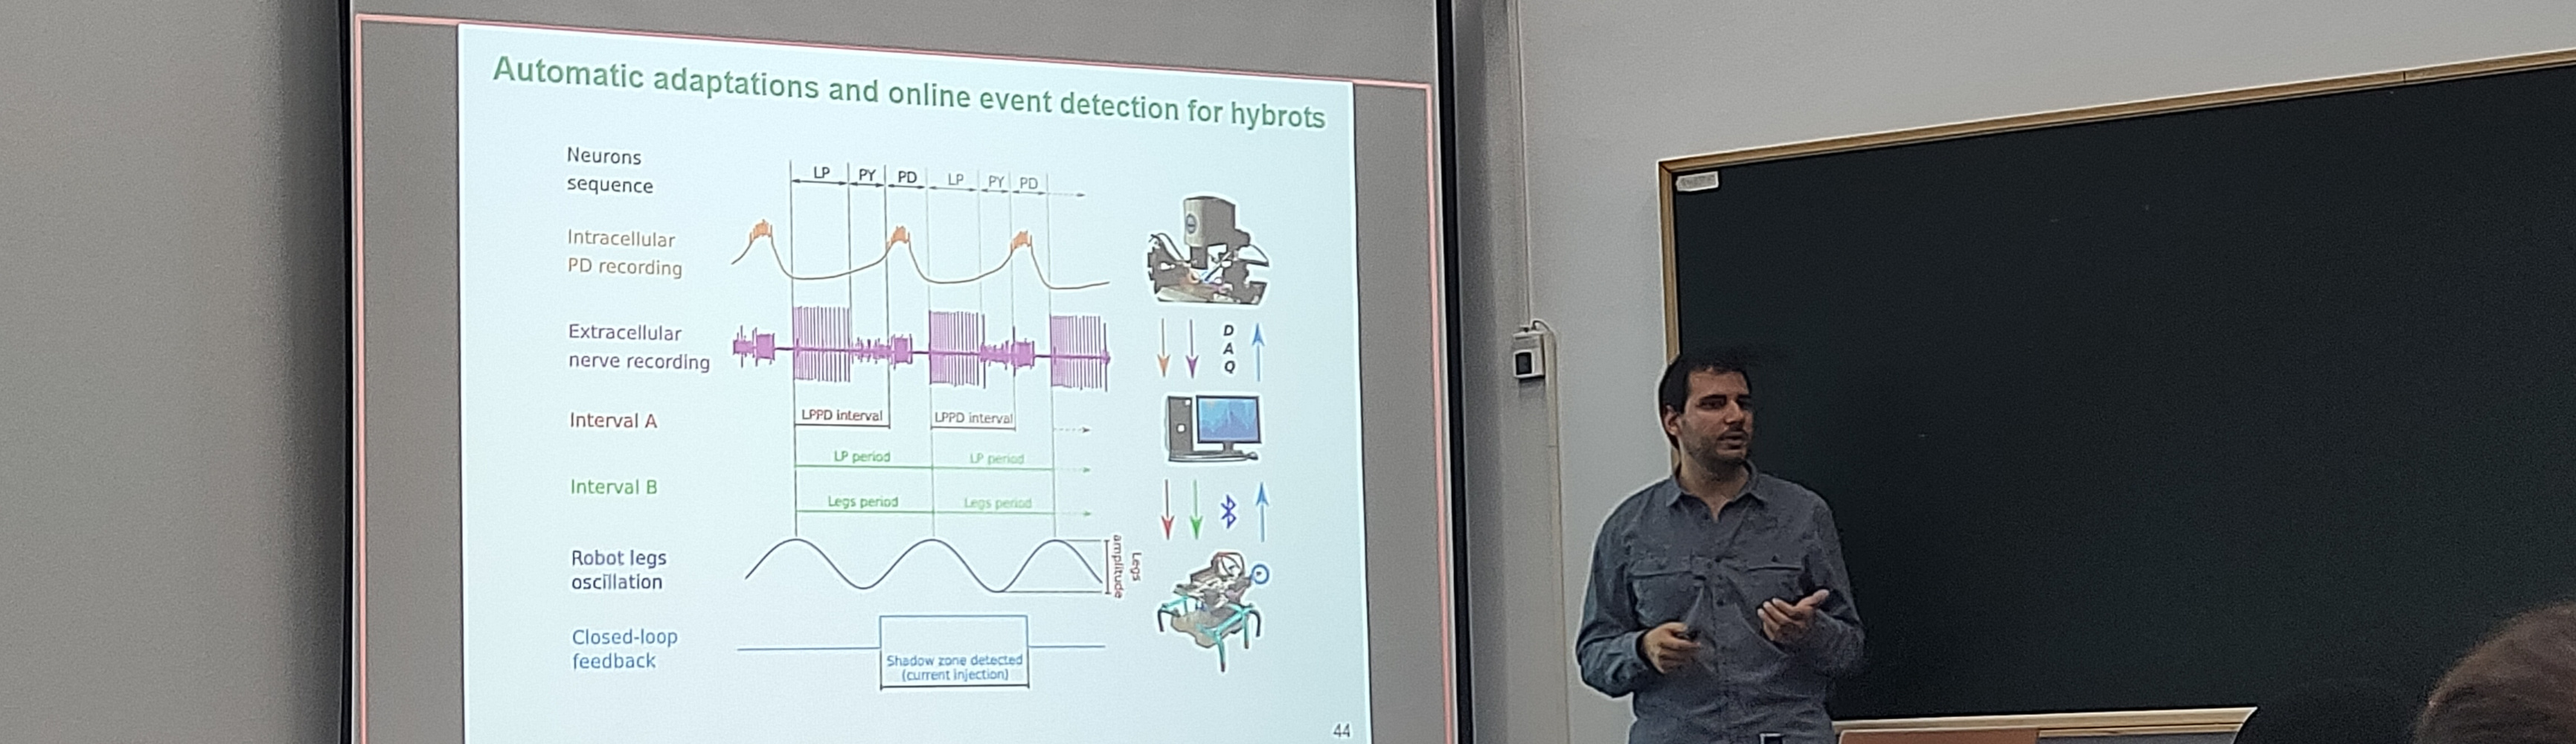 Automatic adaptations and online event detection for hybrots
Neurons
sequence
LP PY PD LP PY PD
Intracellular
PD recording
Extracellular
nerve recording
D
A
Q
Interval A
LPPD interval LPPD interval
LP period LP period
Interval B
Legs period Legs period
Robot legs
oscillation
Legs
amplitude
Closed-loop
feedback
Shadow zone detected
(current injection)
44